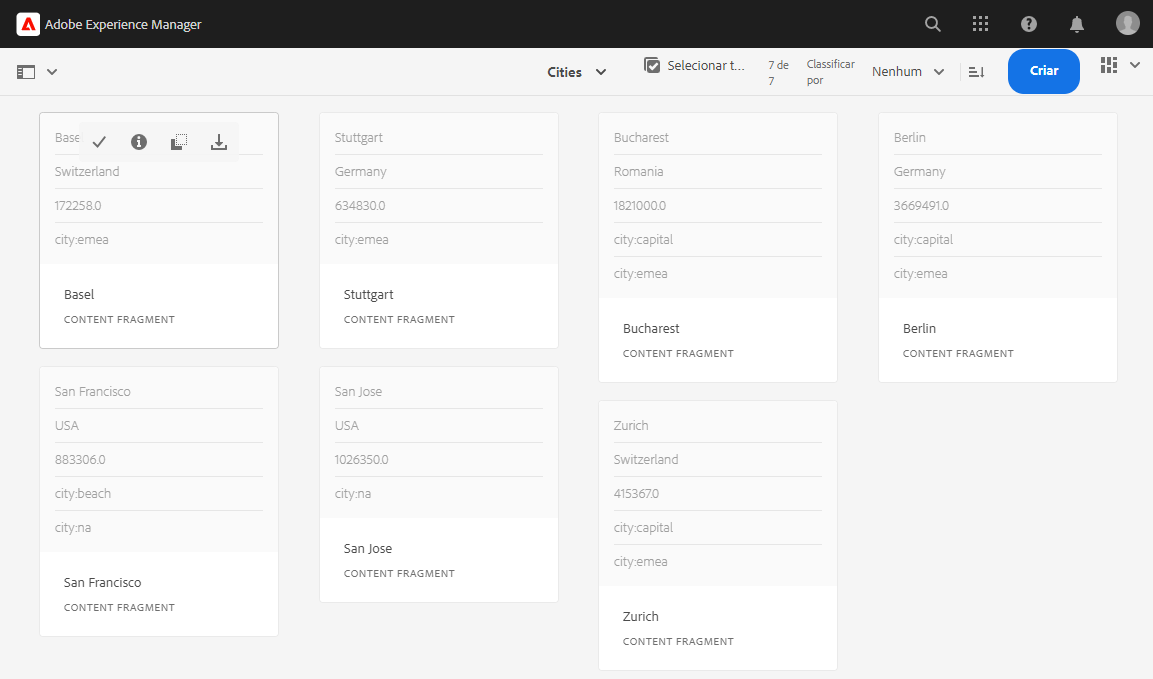 Adobe Experience Manager
Cities
Selecionar t...
7 de
7
Classificar
por
Nenhum
Criar
Switzerland
172258.0
city:emea
Basel
CONTENT FRAGMENT
Stuttgart
Germany
634830.0
city:emea
Stuttgart
CONTENT FRAGMENT
Bucharest
Romania
1821000.0
city:capital
city:emea
Bucharest
CONTENT FRAGMENT
Berlin
Germany
3669491.0
city:capital
city:emea
Berlin
CONTENT FRAGMENT
San Francisco
USA
883306.0
city:beach
city:na
San Francisco
CONTENT FRAGMENT
San Jose
USA
1026350.0
city:na
San Jose
CONTENT FRAGMENT
Zurich
Switzerland
415367.0
city:capital
city:emea
Zurich
CONTENT FRAGMENT